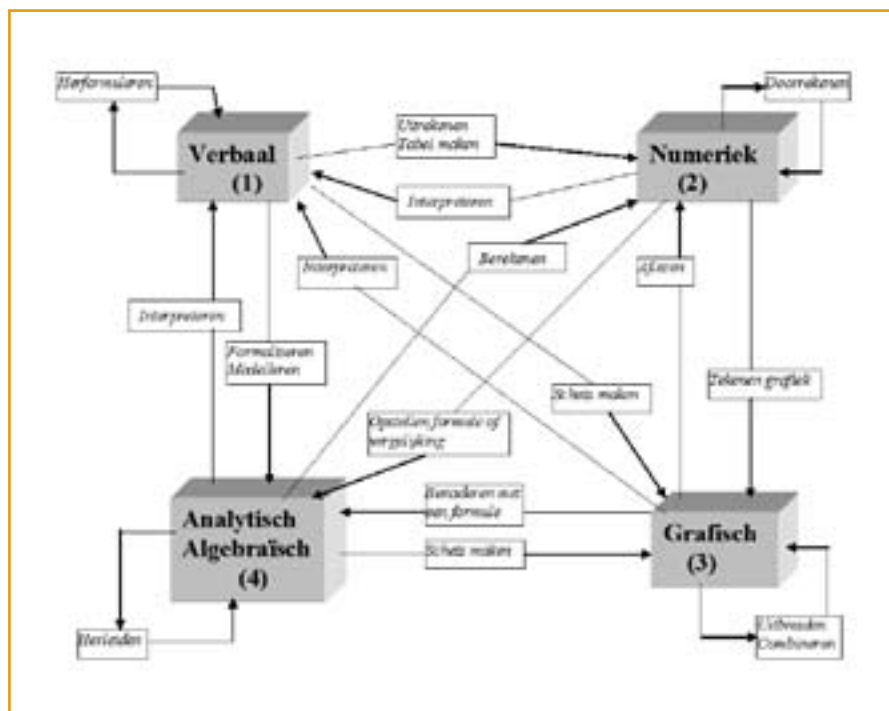 Herformuleren
Doorrekenen
Uitrekenen
Tabel maken
Verbaal
(1)
Numeriek
(2)
Interpreteren
Interpreteren
Berekenen
Aflezen
Interpreteren
Formaliseren
Modelleren
Tekenen grafiek
Schets maken
Opstellen formule of
vergelijking
Benaderen met
een formule
Analytisch
Algebraïsch
(4)
Schets maken
Grafisch
(3)
Herleiden
Uitbreiden
Combineren